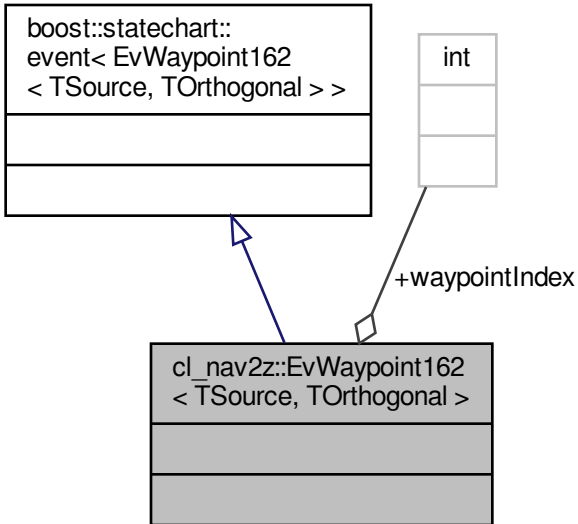 boost::statechart::
event< EvWaypoint162
< TSource, TOrthogonal > >
int
+waypointIndex
cl_nav2z::EvWaypoint162
< TSource, TOrthogonal >